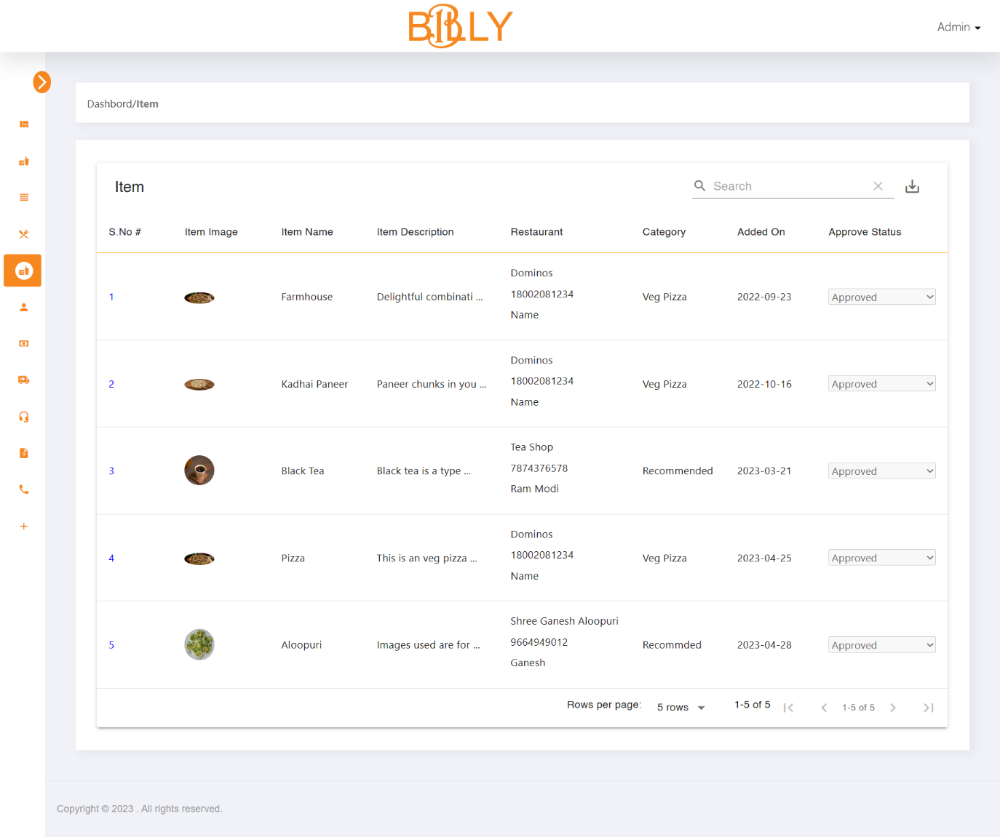 BILLY
Admin
Dashbord/Item
Item
Search
S.No # Item Image Item Name Item Description Restaurant Category Added On Approve Status
1 Farmhouse Delightful combinati ... Dominos 18002081234 Name Veg Pizza 2022-09-23 Approved
2 Kadhai Paneer Paneer chunks in you ... Dominos 18002081234 Name Veg Pizza 2022-10-16 Approved
3 Black Tea Black tea is a type ... Tea Shop 7874376578 Ram Modi Recommended 2023-03-21 Approved
4 Pizza This is an veg pizza ... Dominos 18002081234 Name Veg Pizza 2023-04-25 Approved
5 Aloopuri Images used are for ... Shree Ganesh Aloopuri 9664949012 Ganesh Recommded 2023-04-28 Approved
Rows per page: 5 rows 1-5 of 5 1-5 of 5
Copyright © 2023 . All rights reserved.